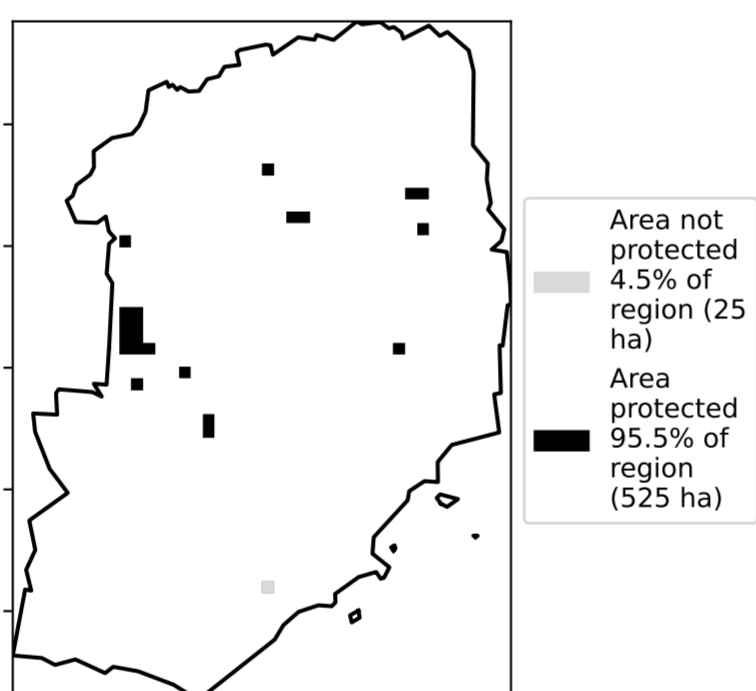 Area not
protected
4.5% of
region (25
ha)
Area
protected
95.5% of
region
(525 ha)